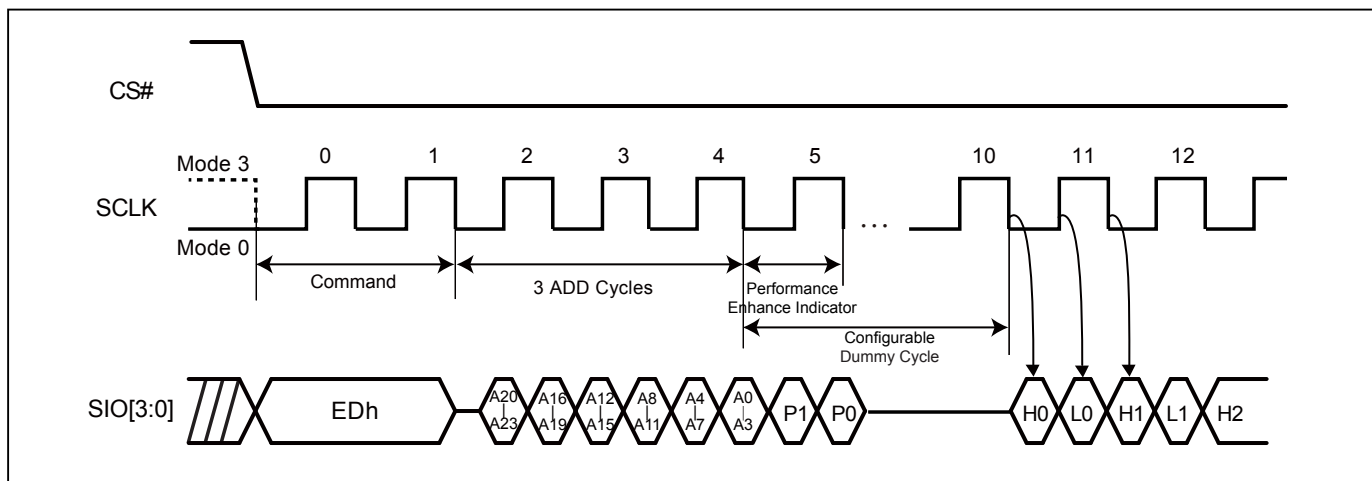 CS#
Mode 3
0 1 2 3 4 5 10 11 12
SCLK
...
Mode 0
Command
3 ADD Cycles
Performance
Enhance Indicator
Configurable
Dummy Cycle
SIO[3:0]
EDh
A20
A23
A16
A19
A12
A15
A8
A11
A4
A7
A0
A3
P1
P0
H0
L0
H1
L1
H2